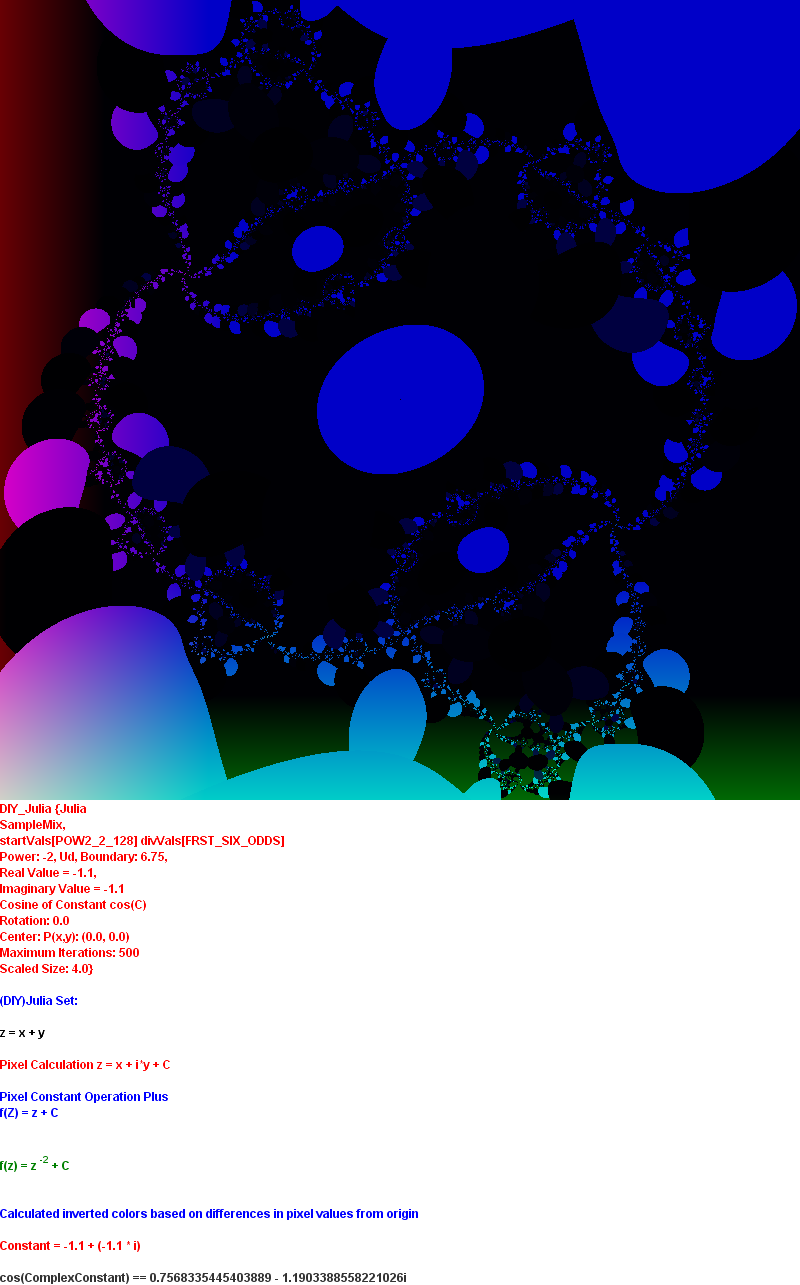 DIY_Julia {Julia
SampleMix,
startVals[POW2_2_128] divVals[FRST_SIX_ODDS]
Power: -2, Ud, Boundary: 6.75,
Real Value = -1.1,
Imaginary Value = -1.1
Cosine of Constant cos(C)
Rotation: 0.0
Center: P(x,y): (0.0, 0.0)
Maximum Iterations: 500
Scaled Size: 4.0}
(DIY)Julia Set:
z = x + y
Pixel Calculation z = x + i*y + C
Pixel Constant Operation Plus
f(Z) = z + C
f(z) = z -2 + C
Calculated inverted colors based on differences in pixel values from origin
Constant = -1.1 + (-1.1 * i)
cos(ComplexConstant) == 0.7568335445403889 - 1.1903388558221026i